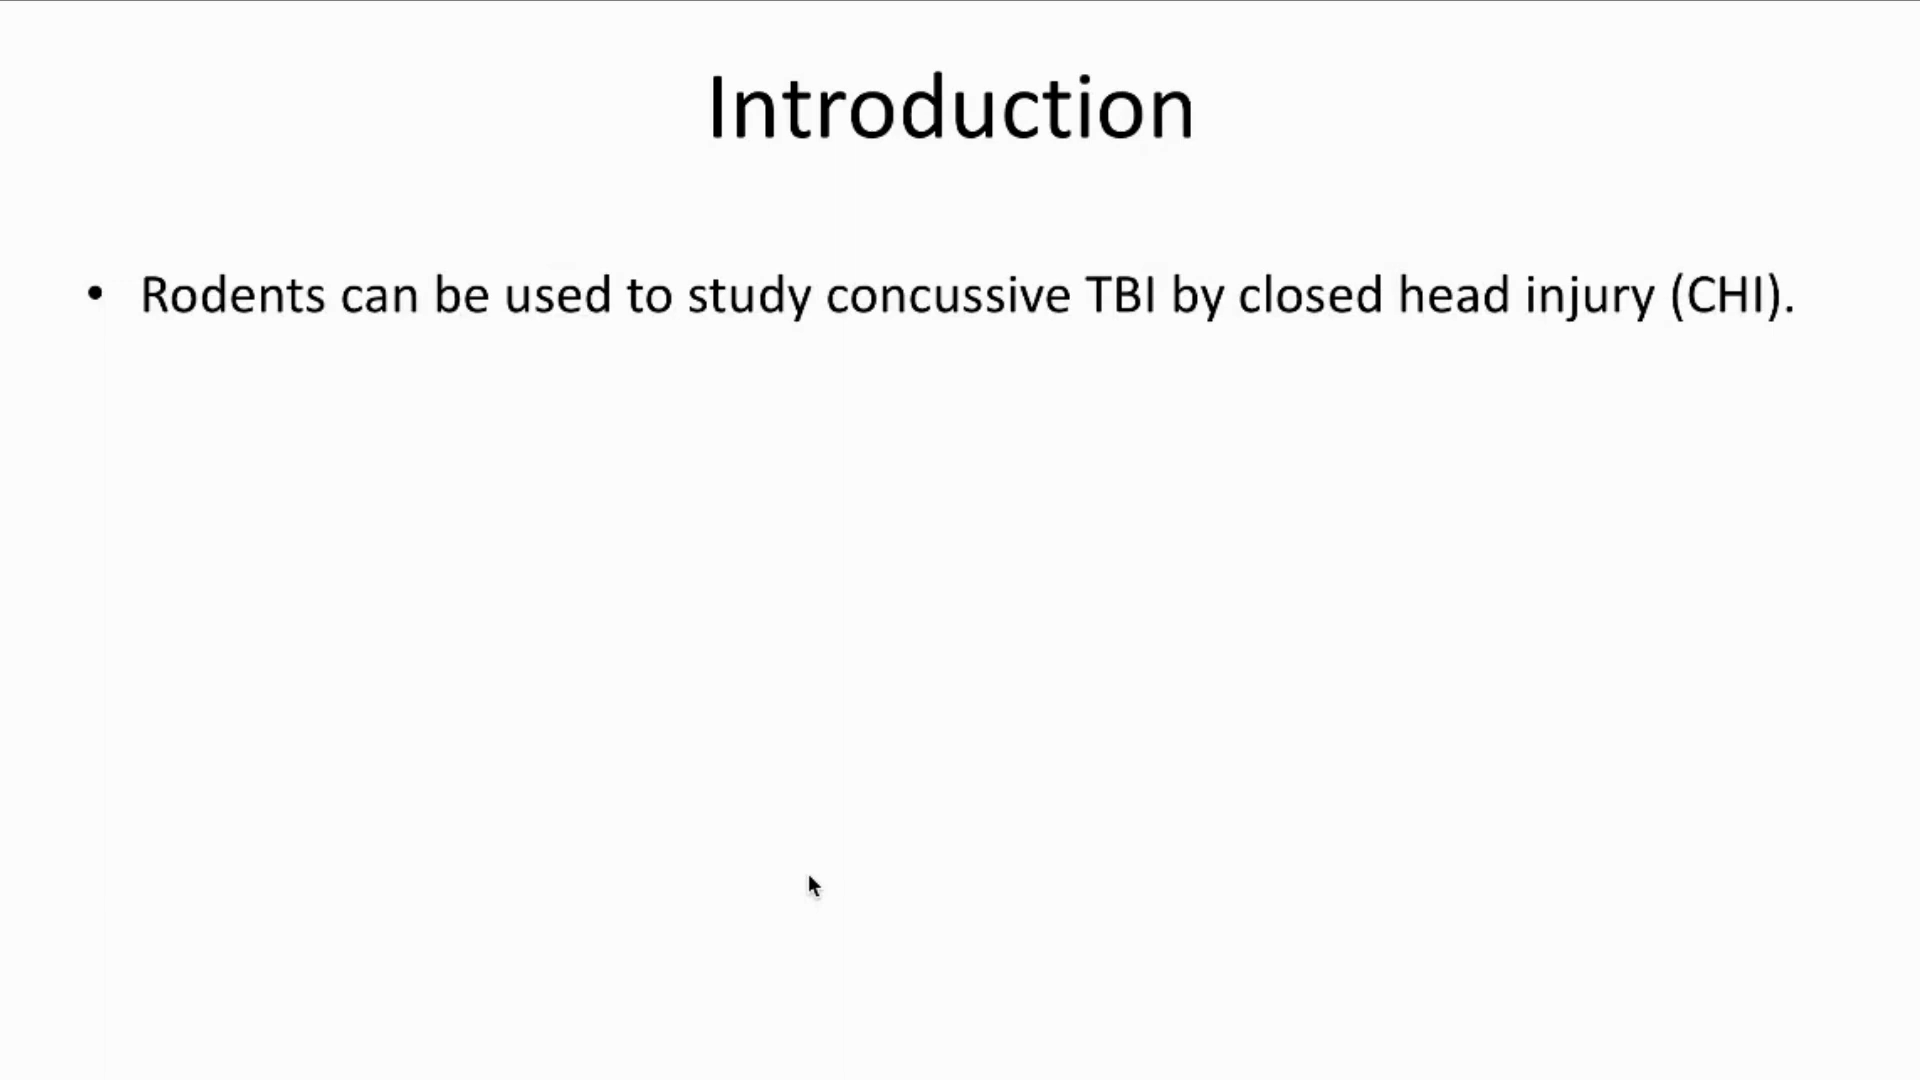 Introduction
• Rodents can be used to study concussive TBI by closed head injury (CHI).